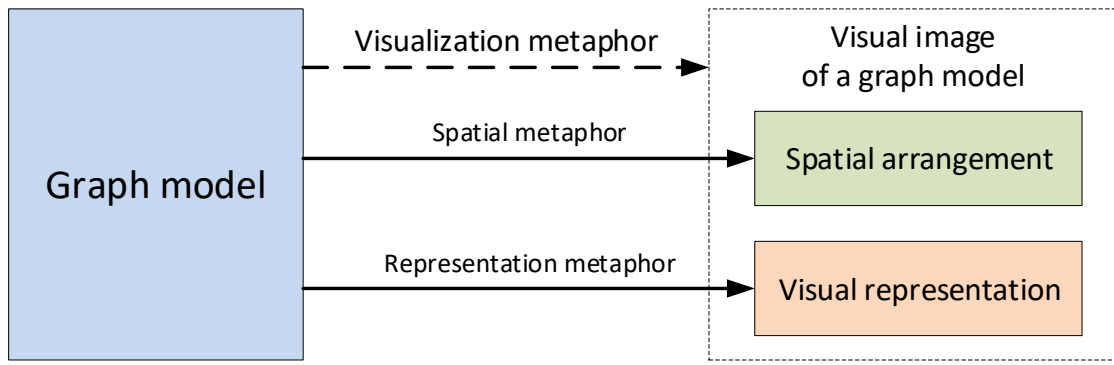 Graph model
Visualization metaphor
Spatial metaphor
Representation metaphor
Visual image
of a graph model
Spatial arrangement
Visual representation